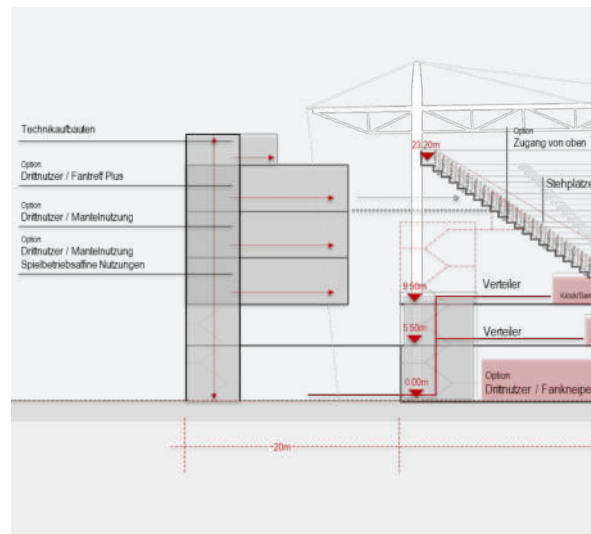 Technikaufbauten
Option
Drittnutzer / Fantreff Plus
Option
Drittnutzer / Mantelnutzung
Option
Drittnutzer / Mantelnutzung
Spielbetriebsaffine Nutzungen
23.20m
Option
Zugang von oben
Stehplätze
9.50m
Verteiler
5.50m
Verteiler
0.00m
Option
Drittnutzer / Fankneipe
~20m